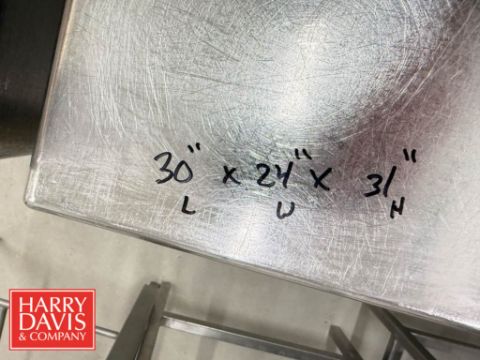 30" x 24" x 31"
L W H
HARRY
DAVIS
& COMPANY